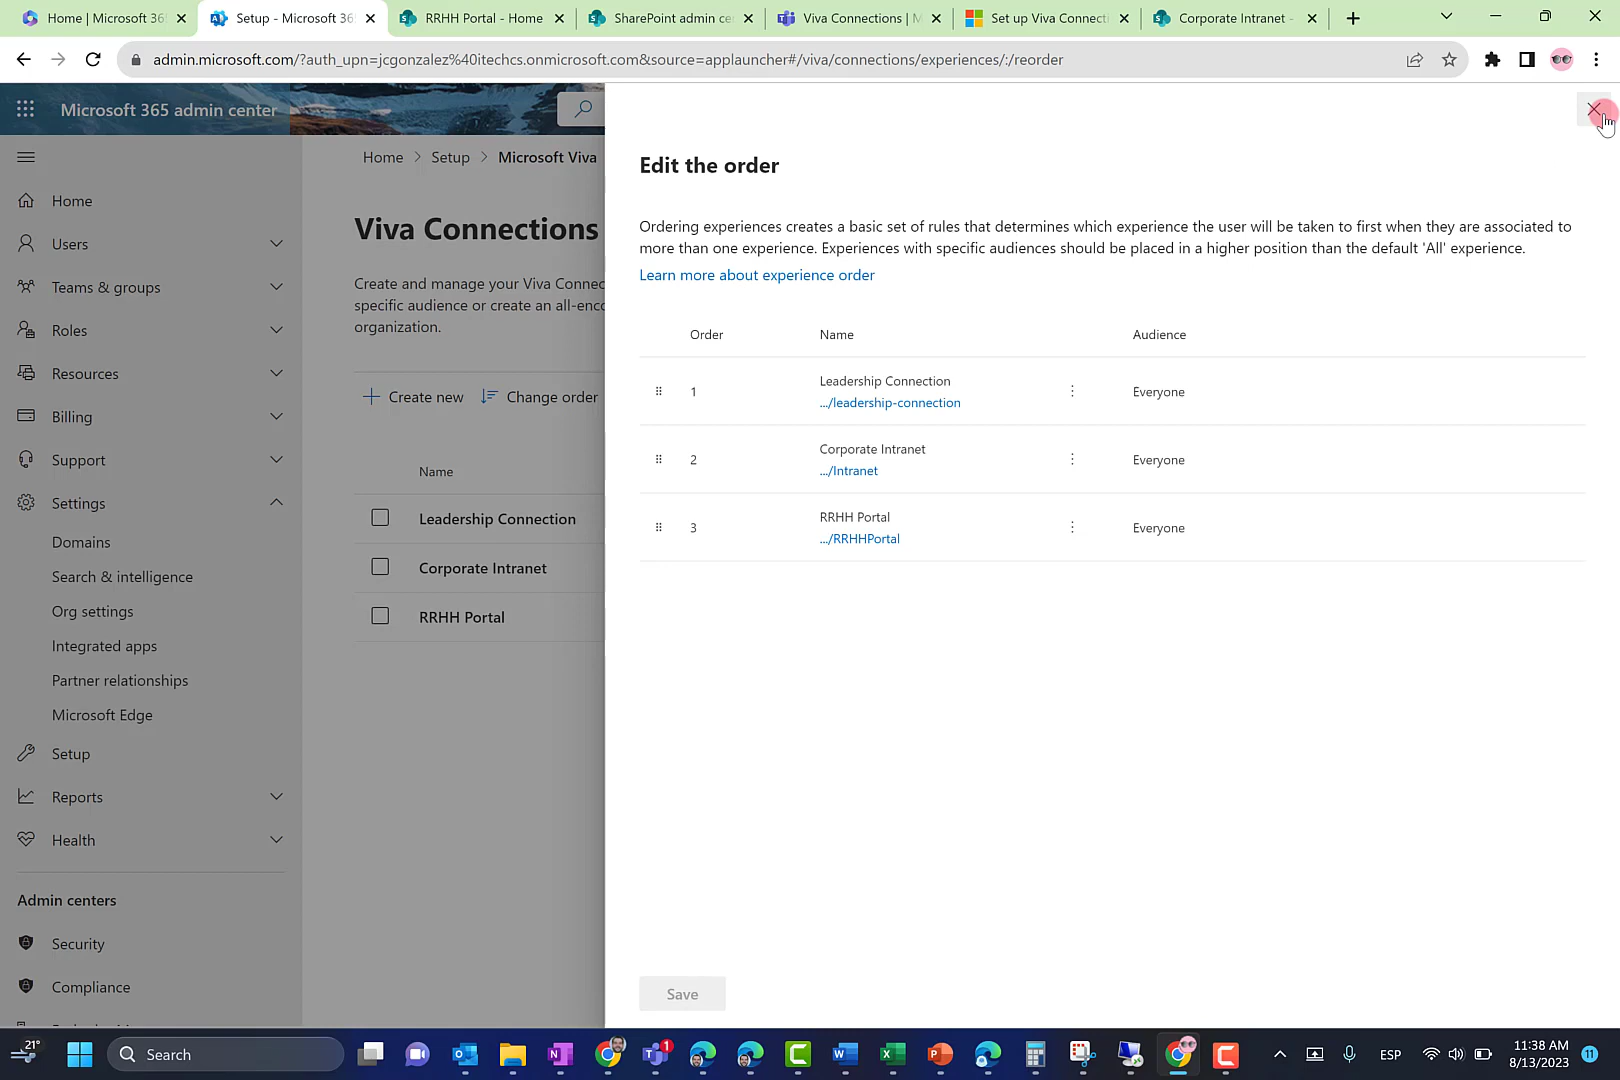 Home | Microsoft 36
Setup - Microsoft 36
RRHH Portal - Home
SharePoint admin ce
Viva Connections | M
Set up Viva Connecti
Corporate Intranet -
admin.microsoft.com/?auth_upn=jcgonzalez%40itechcs.onmicrosoft.com&source=applauncher#/viva/connections/experiences/:/reorder
Microsoft 365 admin center
Home
Users
Teams & groups
Roles
Resources
Billing
Support
Settings
Domains
Search & intelligence
Org settings
Integrated apps
Partner relationships
Microsoft Edge
Setup
Reports
Health
Admin centers
Security
Compliance
Home > Setup > Microsoft Viva
Viva Connections
Create and manage your Viva Connec
specific audience or create an all-enc
organization.
Create new
Change order
Name
Leadership Connection
Corporate Intranet
RRHH Portal
Edit the order
Ordering experiences creates a basic set of rules that determines which experience the user will be taken to first when they are associated to
more than one experience. Experiences with specific audiences should be placed in a higher position than the default 'All' experience.
Learn more about experience order
Order Name Audience
1 Leadership Connection Everyone
.../leadership-connection
2 Corporate Intranet Everyone
.../Intranet
3 RRHH Portal Everyone
.../RRHHPortal
Save
21°
Search
1
ESP
11:38 AM
8/13/2023
11